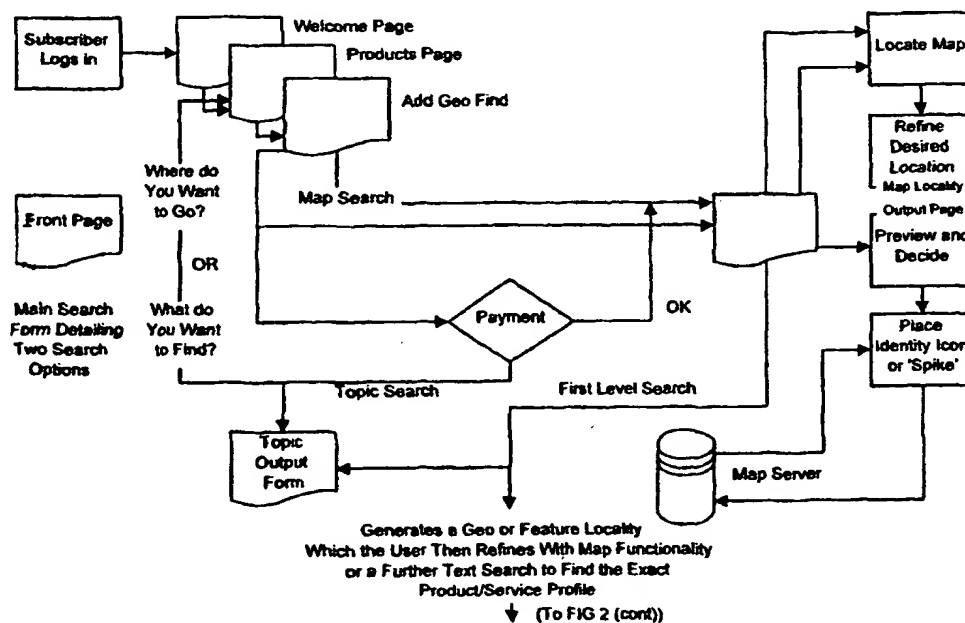 Welcome Page
Subscriber
Logs in
Products Page
Add Geo Find
Where do
You Want
to Go?
Map Search
Front Page
OR
Main Search
Form Detailing
Two Search
Options
What do
You Want
to Find?
Payment
OK
Topic Search
First Level Search
Topic
Output
Form
Locate Map
Refine
Desired
Location
Map Locality
Output Page
Preview and
Decide
Place
Identity Icon
or 'Spike'
Map Server
Generates a Geo or Feature Locality
Which the User Then Refines With Map Functionality
or a Further Text Search to Find the Exact
Product/Service Profile
(To FIG 2 (cont))